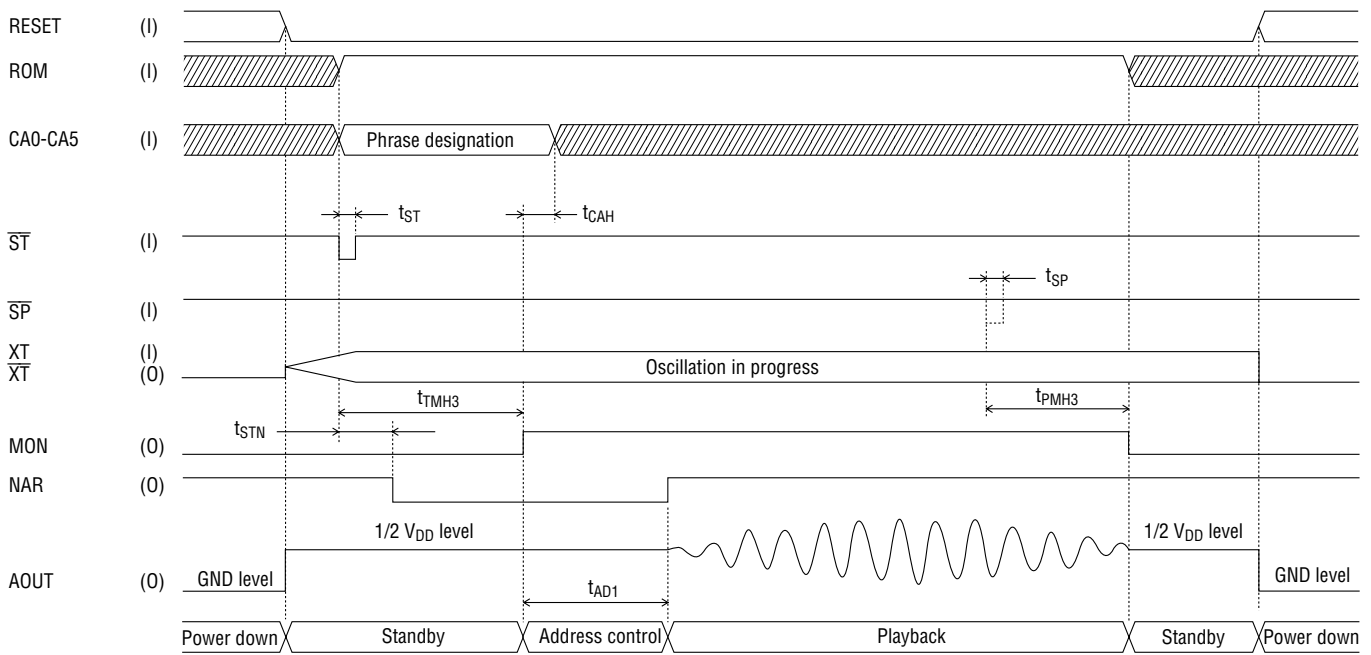 RESET (I)
ROM (I)
CA0-CA5 (I) Phrase designation
tST tCAH
ST (I)
tSP
SP (I)
XT (I)
XT (O) Oscillation in progress
tTMH3 tPMH3
tSTN
MON (O)
NAR (O)
1/2 VDD level 1/2 VDD level
AOUT (O) GND level GND level
tAD1
Power down Standby Address control Playback Standby Power down